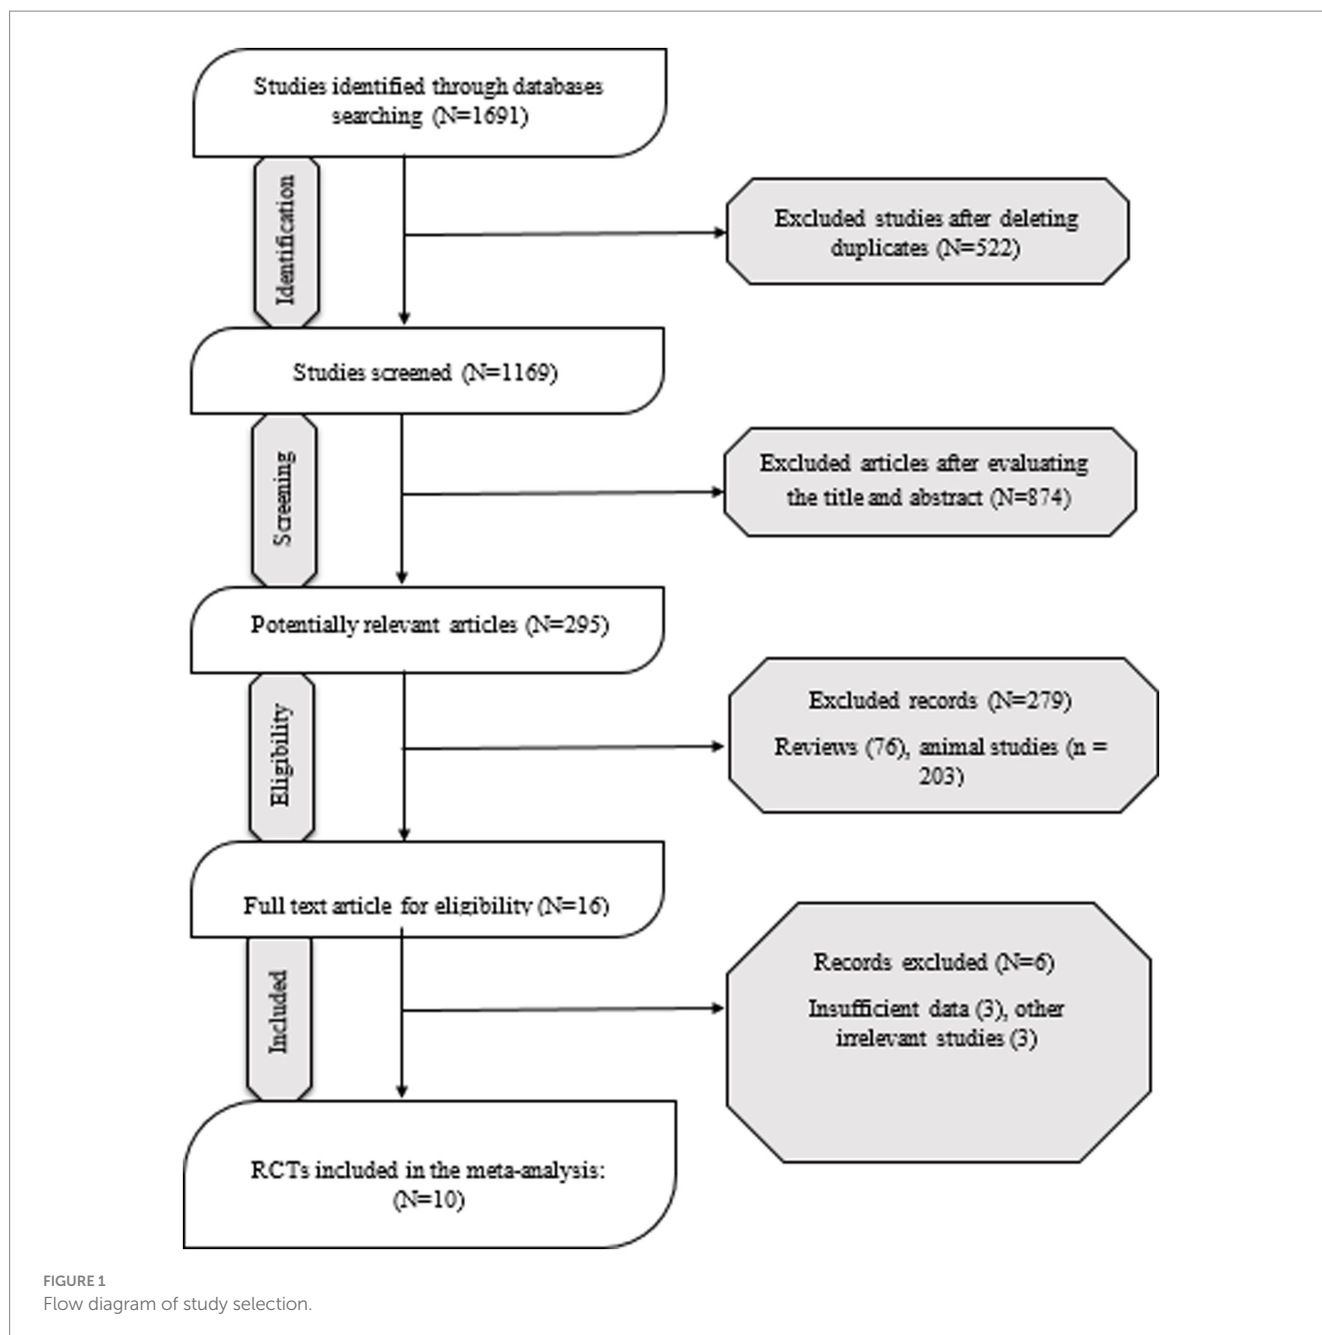 Studies identified through databases
searching (N=1691)
Identification
Excluded studies after deleting
duplicates (N=522)
Studies screened (N=1169)
Screening
Excluded articles after evaluating
the title and abstract (N=874)
Potentially relevant articles (N=295)
Eligibility
Excluded records (N=279)
Reviews (76), animal studies (n =
203)
Full text article for eligibility (N=16)
Included
Records excluded (N=6)
Insufficient data (3), other
irrelevant studies (3)
RCTs included in the meta-analysis:
(N=10)
FIGURE 1
Flow diagram of study selection.